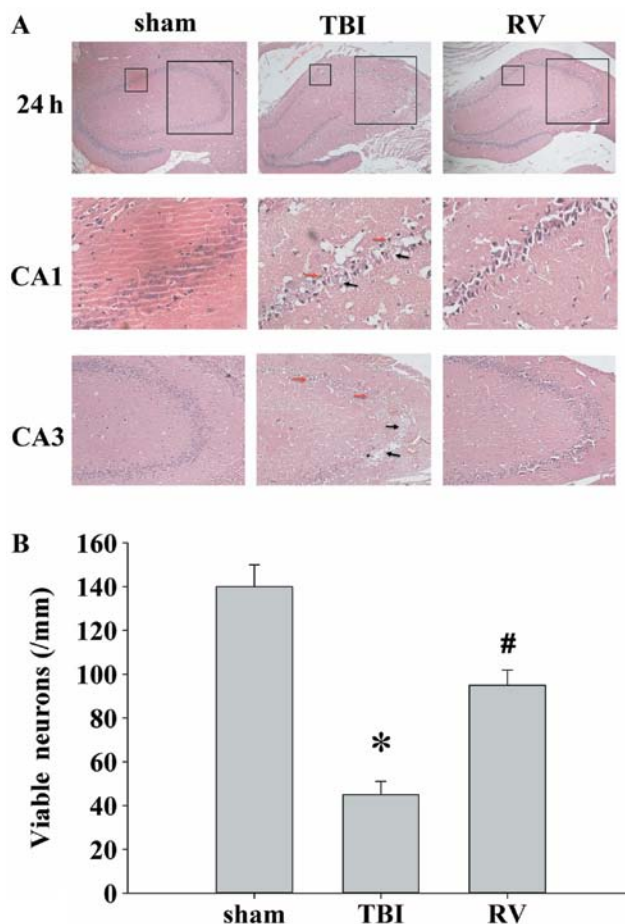 A
sham TBI RV
24 h
CA1
CA3
B
160
140
120
100
80
60
40
20
0
Viable neurons (/mm)
*
#
sham TBI RV